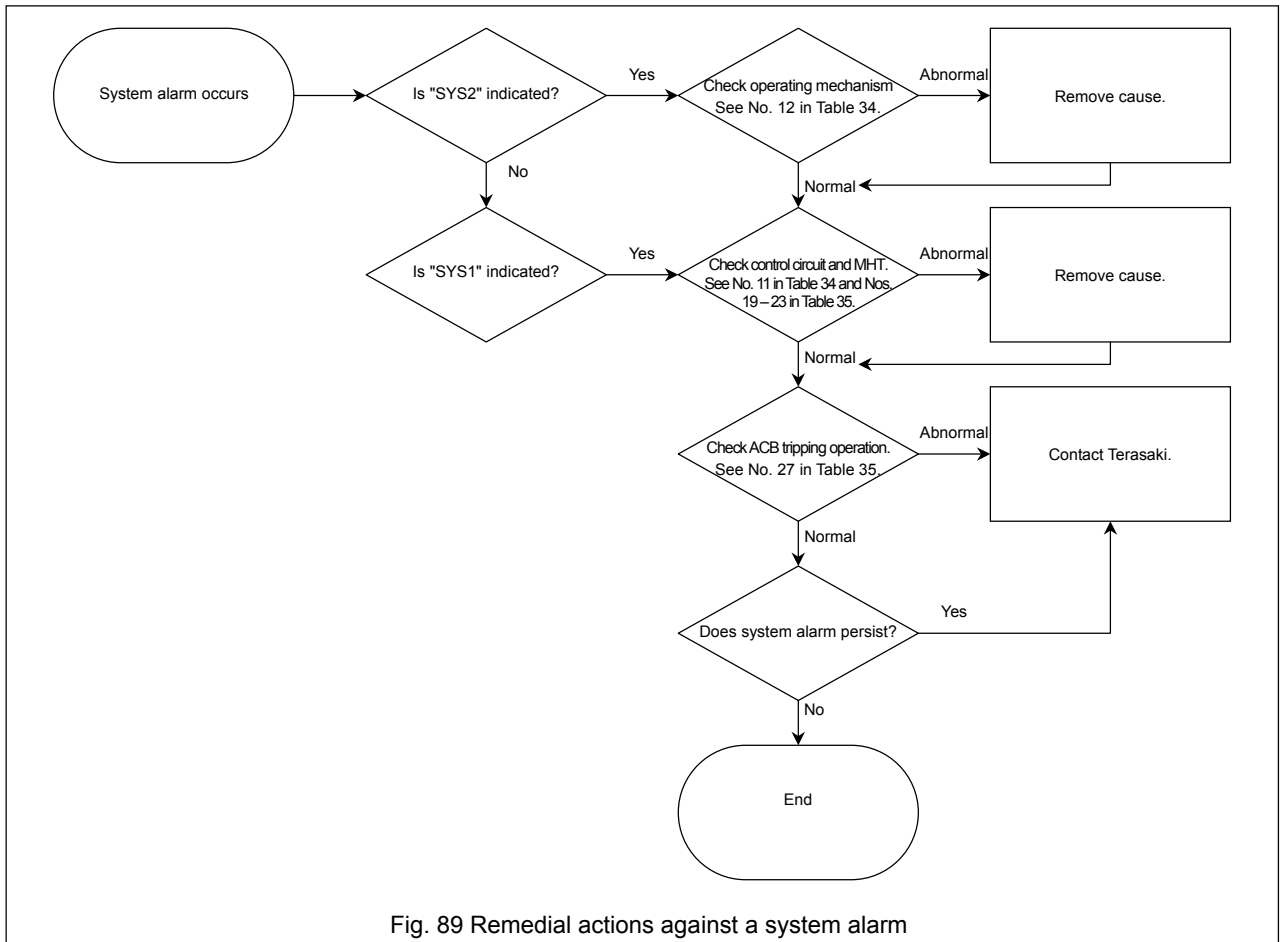 System alarm occurs
Is "SYS2" indicated?
Yes
Check operating mechanism
See No. 12 in Table 34.
Abnormal
Remove cause.
No
Normal
Is "SYS1" indicated?
Yes
Check control circuit and MHT.
See No. 11 in Table 34 and Nos.
19 – 23 in Table 35.
Abnormal
Remove cause.
Normal
Check ACB tripping operation.
See No. 27 in Table 35.
Abnormal
Contact Terasaki.
Normal
Does system alarm persist?
Yes
No
End
Fig. 89 Remedial actions against a system alarm